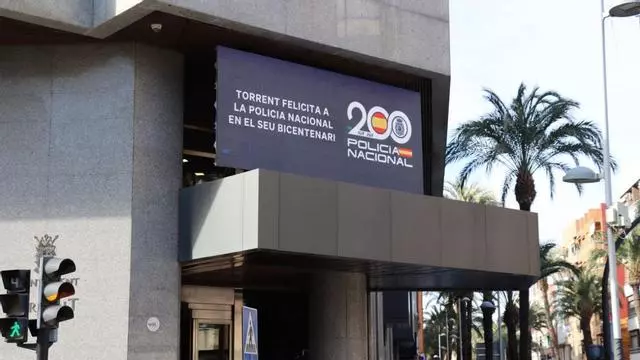 TORRENT FELICITA A
LA POLICIA NACIONAL
EN EL SEU BICENTENARI
200
POLICIA
NACIONAL